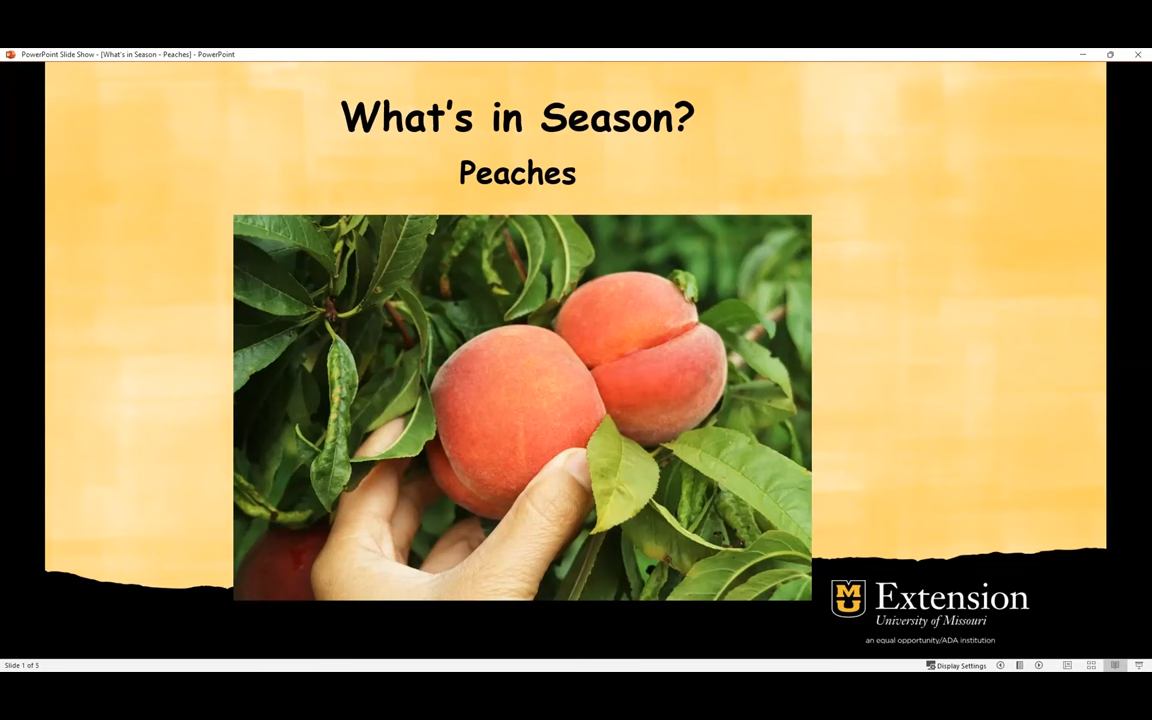 PowerPoint Slide Show - [What's in Season - Peaches] - PowerPoint
What's in Season?
Peaches
MU
Extension
University of Missouri
an equal opportunity/ADA institution
Slide 1 of 5
Display Settings